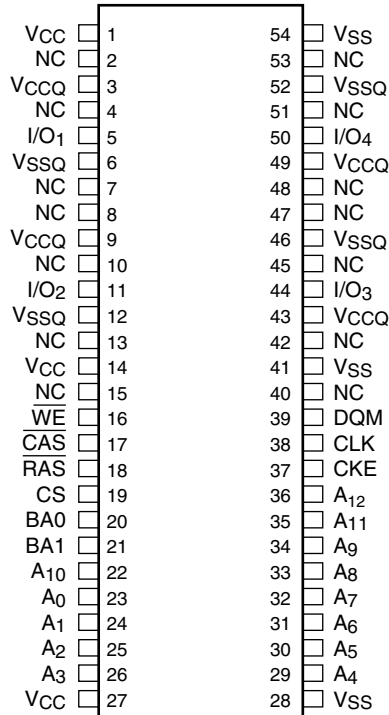 VCC 1 54 VSS
NC 2 53 NC
VCCQ 3 52 VSSQ
NC 4 51 NC
I/O1 5 50 I/O4
VSSQ 6 49 VCCQ
NC 7 48 NC
NC 8 47 NC
VCCQ 9 46 VSSQ
NC 10 45 NC
I/O2 11 44 I/O3
VSSQ 12 43 VCCQ
NC 13 42 NC
VCC 14 41 VSS
NC 15 40 NC
W̅E̅ 16 39 DQM
C̅A̅S̅ 17 38 CLK
R̅A̅S̅ 18 37 CKE
CS 19 36 A12
BA0 20 35 A11
BA1 21 34 A9
A10 22 33 A8
A0 23 32 A7
A1 24 31 A6
A2 25 30 A5
A3 26 29 A4
VCC 27 28 VSS